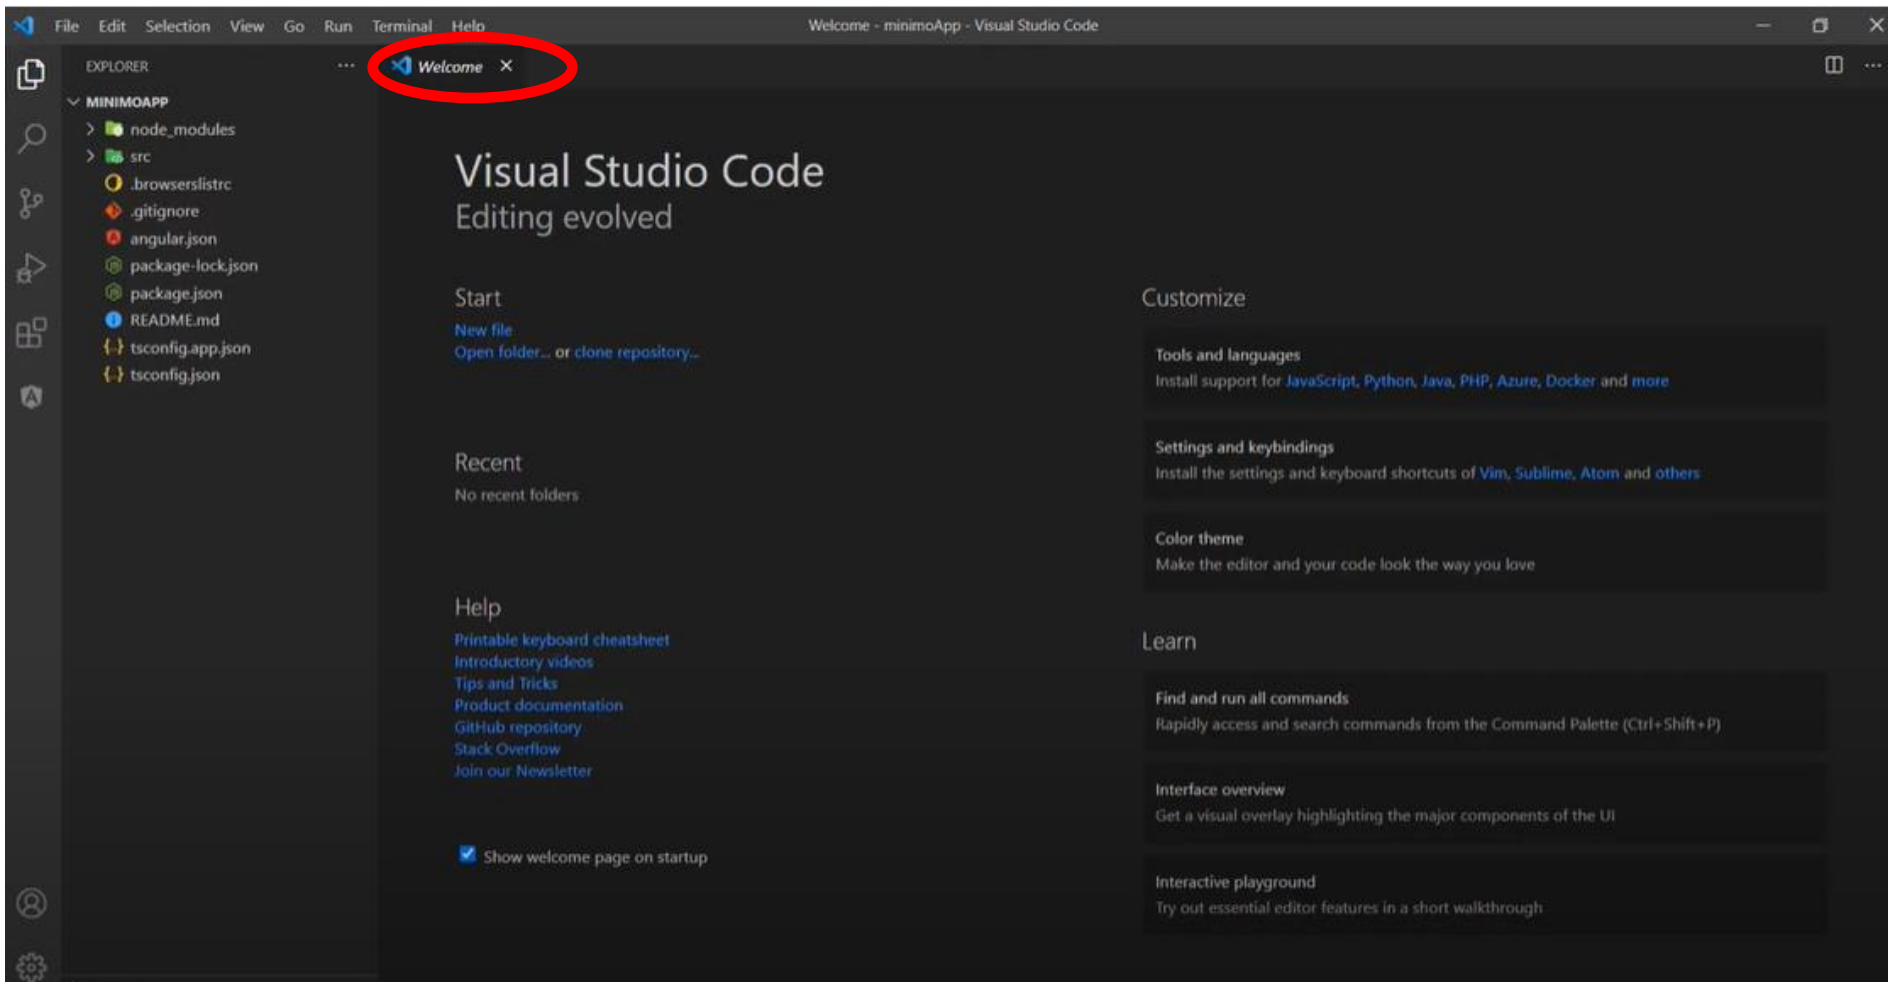 File Edit Selection View Go Run Terminal Help
Welcome - minimoApp - Visual Studio Code
EXPLORER
Welcome
MINIMOAPP
node_modules
src
.browserslistrc
.gitignore
angular.json
package-lock.json
package.json
README.md
tsconfig.app.json
tsconfig.json
Visual Studio Code
Editing evolved
Start
New file
Open folder... or clone repository...
Recent
No recent folders
Help
Printable keyboard cheatsheet
Introductory videos
Tips and Tricks
Product documentation
GitHub repository
Stack Overflow
Join our Newsletter
Show welcome page on startup
Customize
Tools and languages
Install support for JavaScript, Python, Java, PHP, Azure, Docker and more
Settings and keybindings
Install the settings and keyboard shortcuts of Vim, Sublime, Atom and others
Color theme
Make the editor and your code look the way you love
Learn
Find and run all commands
Rapidly access and search commands from the Command Palette (Ctrl+Shift+P)
Interface overview
Get a visual overlay highlighting the major components of the UI
Interactive playground
Try out essential editor features in a short walkthrough